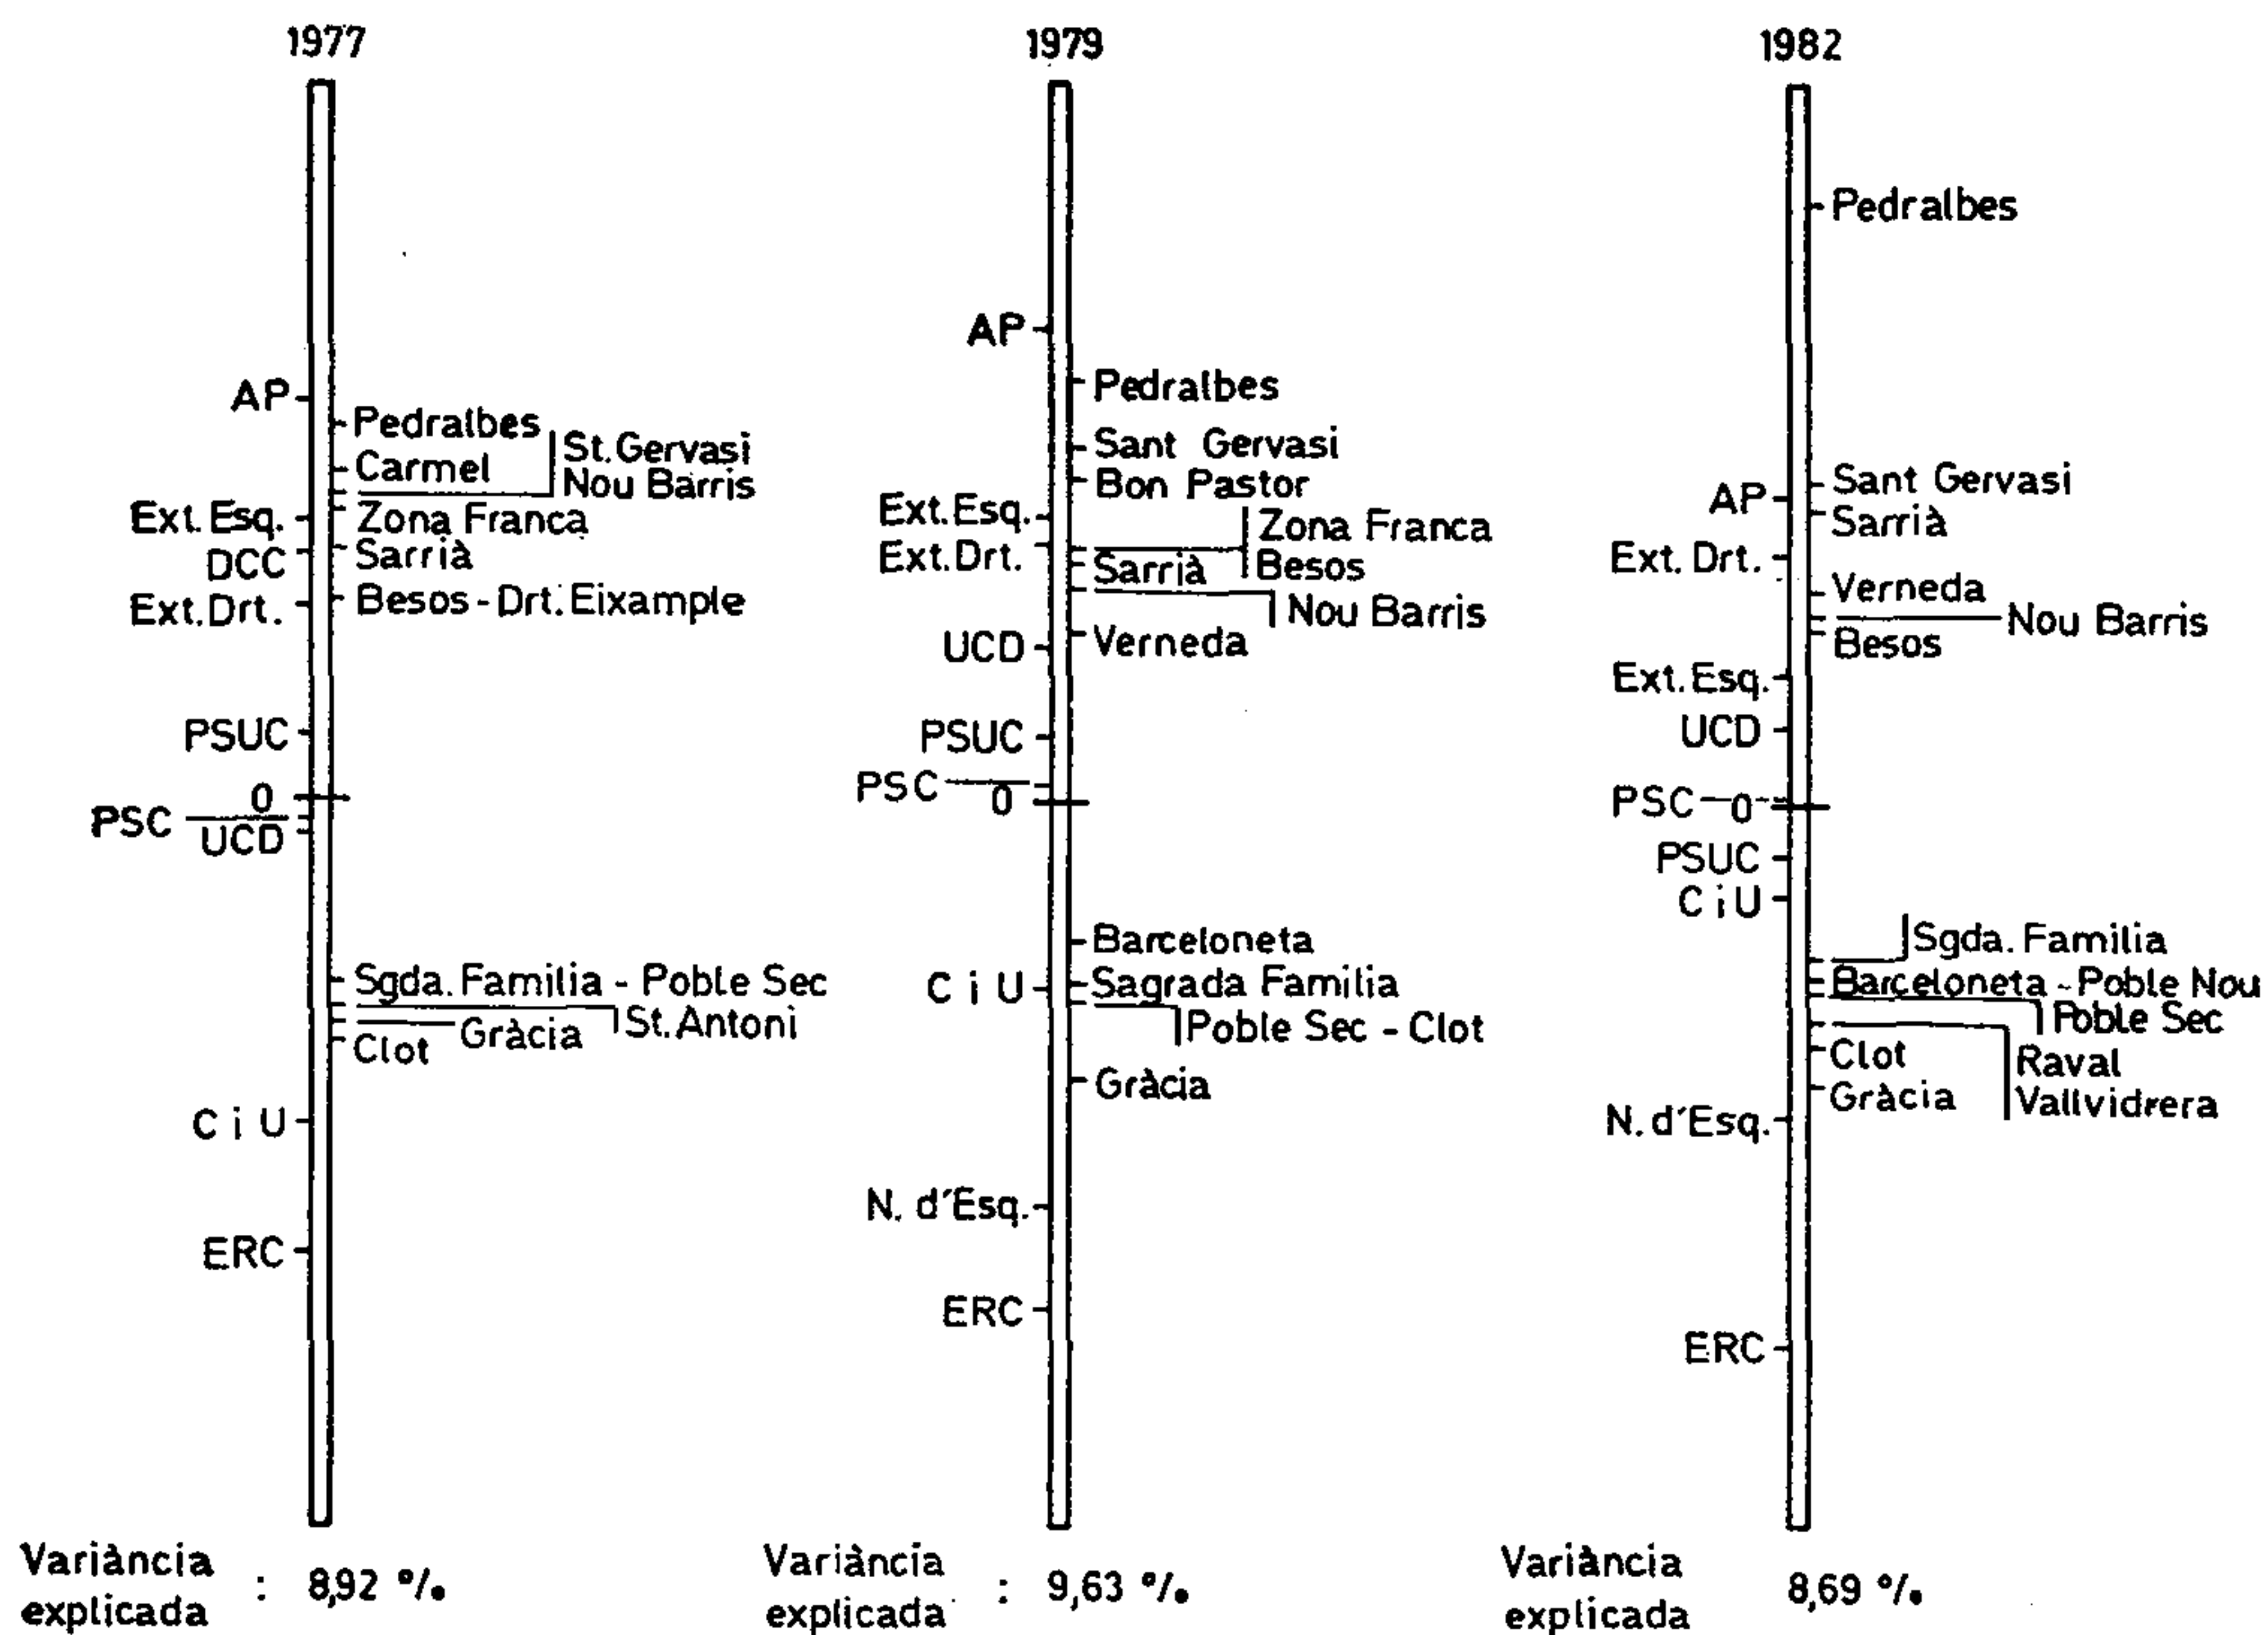 1977
AP
Pedralbes
Carmel
St. Gervasi
Nou Barris
Ext. Esq.
Zona Franca
DCC
Sarrià
Ext. Drt.
Besos - Drt. Eixample
PSUC
0
PSC
UCD
Sgda. Familia - Poble Sec
St. Antoni
Gràcia
Clot
C i U
ERC
Variància
explicada : 8,92 %
1979
AP
Pedralbes
Sant Gervasi
Bon Pastor
Ext. Esq.
Zona Franca
Besos
Ext. Drt.
Sarrià
Nou Barris
UCD
Verneda
PSUC
PSC
0
Barceloneta
C i U
Sagrada Familia
Poble Sec - Clot
Gràcia
N. d'Esq.
ERC
Variància
explicada : 9,63 %
1982
Pedralbes
AP
Sant Gervasi
Sarrià
Ext. Drt.
Verneda
Nou Barris
Besos
Ext. Esq.
UCD
PSC
0
PSUC
C i U
Sgda. Familia
Barceloneta - Poble Nou
Poble Sec
Clot
Raval
Vallvidrera
Gràcia
N. d'Esq.
ERC
Variància
explicada 8,69 %